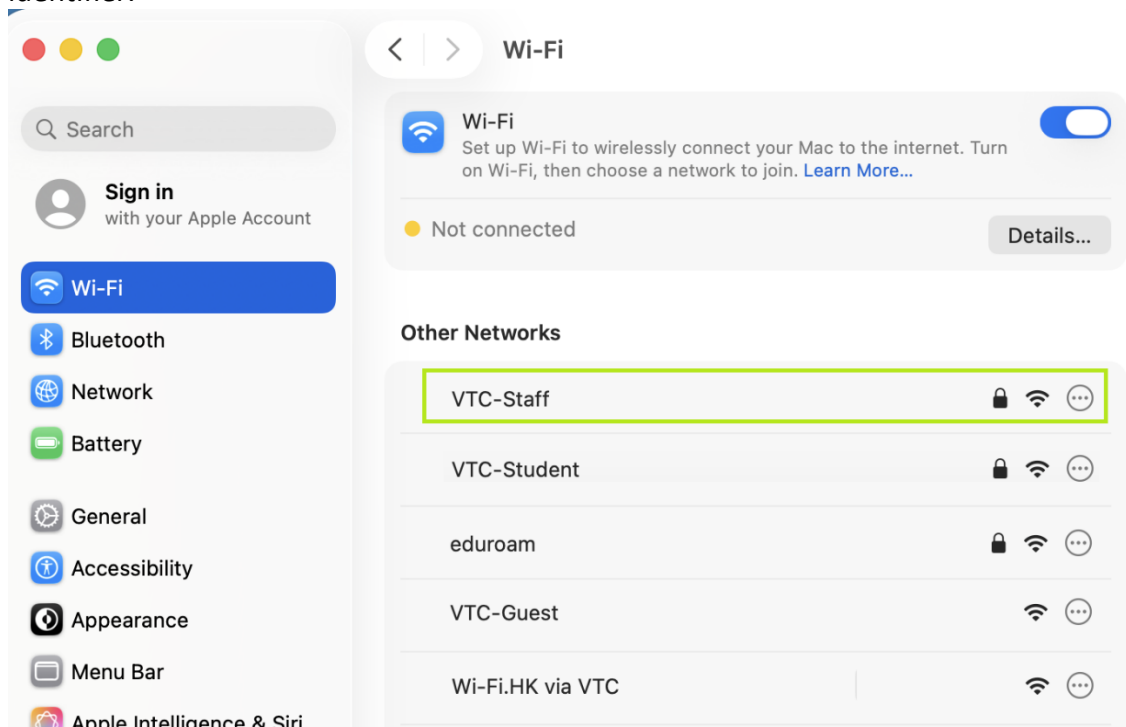 Wi-Fi
Search
Sign in
with your Apple Account
Wi-Fi
Bluetooth
Network
Battery
General
Accessibility
Appearance
Menu Bar
Apple Intelligence & Siri
Wi-Fi
Set up Wi-Fi to wirelessly connect your Mac to the internet. Turn
on Wi-Fi, then choose a network to join. Learn More...
Not connected
Details...
Other Networks
VTC-Staff
VTC-Student
eduroam
VTC-Guest
Wi-Fi.HK via VTC